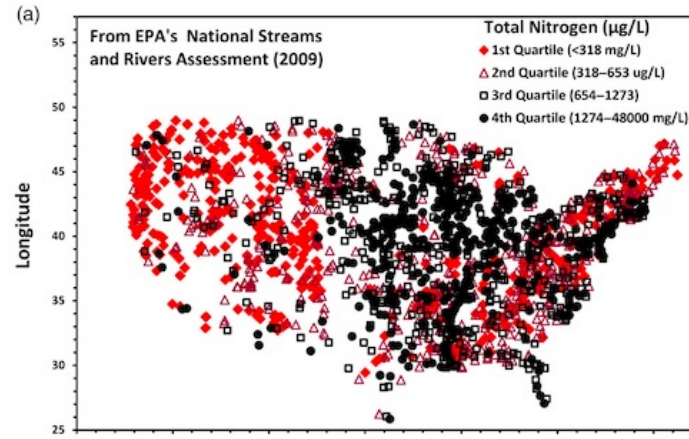 (a)
From EPA's National Streams
and Rivers Assessment (2009)
Total Nitrogen (µg/L)
1st Quartile (<318 mg/L)
2nd Quartile (318–653 ug/L)
3rd Quartile (654–1273)
4th Quartile (1274–48000 mg/L)
Longitude
55
50
45
40
35
30
25